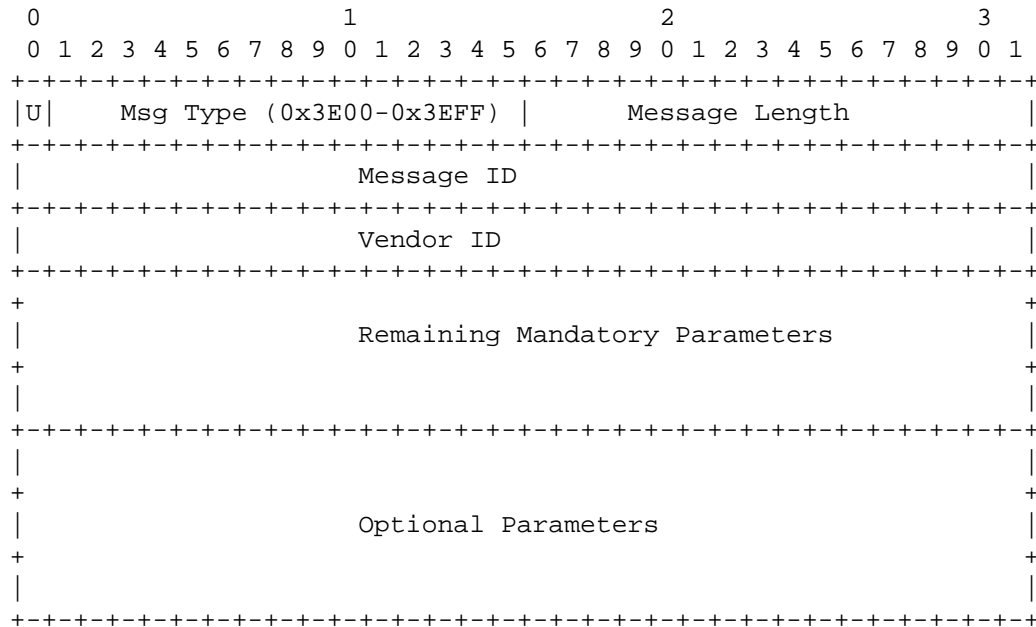 0                   1                   2                   3
 0 1 2 3 4 5 6 7 8 9 0 1 2 3 4 5 6 7 8 9 0 1 2 3 4 5 6 7 8 9 0 1
+-+-+-+-+-+-+-+-+-+-+-+-+-+-+-+-+-+-+-+-+-+-+-+-+-+-+-+-+-+-+-+-+
|U|    Msg Type (0x3E00-0x3EFF) |      Message Length           |
+-+-+-+-+-+-+-+-+-+-+-+-+-+-+-+-+-+-+-+-+-+-+-+-+-+-+-+-+-+-+-+-+
|                     Message ID                                |
+-+-+-+-+-+-+-+-+-+-+-+-+-+-+-+-+-+-+-+-+-+-+-+-+-+-+-+-+-+-+-+-+
|                     Vendor ID                                 |
+-+-+-+-+-+-+-+-+-+-+-+-+-+-+-+-+-+-+-+-+-+-+-+-+-+-+-+-+-+-+-+-+
+                                                               +
|                     Remaining Mandatory Parameters            |
+                                                               +
|                                                               |
+-+-+-+-+-+-+-+-+-+-+-+-+-+-+-+-+-+-+-+-+-+-+-+-+-+-+-+-+-+-+-+-+
|                                                               |
+                                                               +
|                     Optional Parameters                       |
+                                                               +
|                                                               |
+-+-+-+-+-+-+-+-+-+-+-+-+-+-+-+-+-+-+-+-+-+-+-+-+-+-+-+-+-+-+-+-+